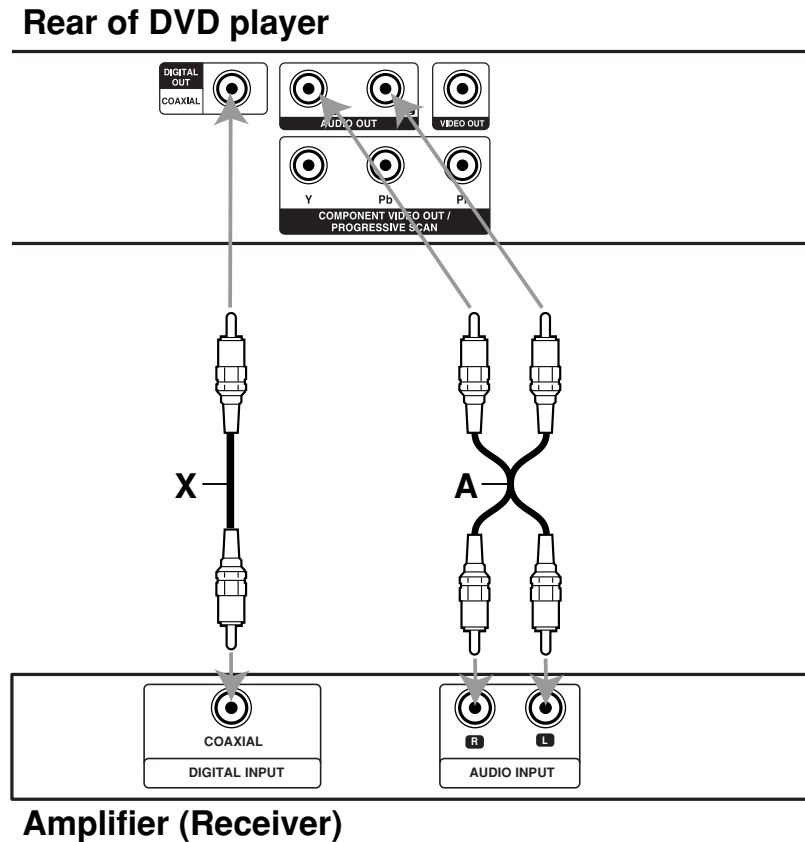 Rear of DVD player
DIGITAL
OUT
COAXIAL
AUDIO OUT
VIDEO OUT
Y Pb
COMPONENT VIDEO OUT /
PROGRESSIVE SCAN
X
A
COAXIAL
DIGITAL INPUT
R L
AUDIO INPUT
Amplifier (Receiver)